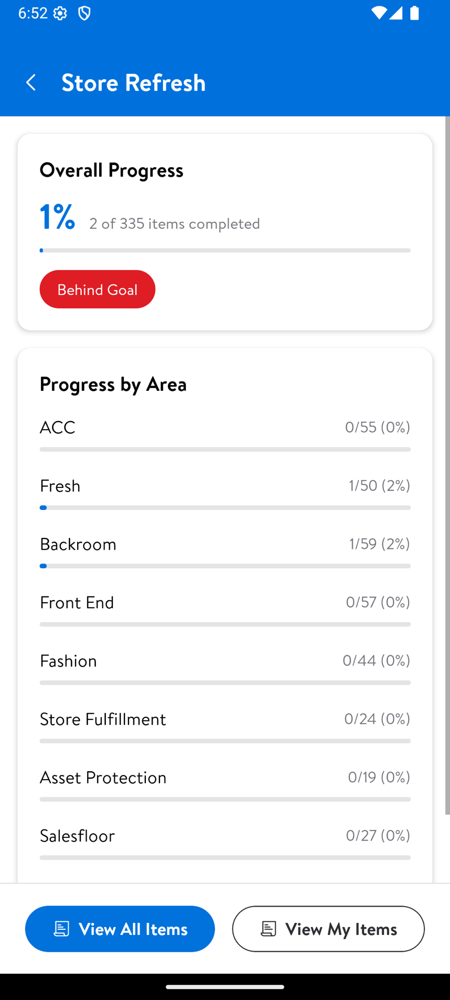 6:52
Store Refresh
Overall Progress
1% 2 of 335 items completed
Behind Goal
Progress by Area
ACC 0/55 (0%)
Fresh 1/50 (2%)
Backroom 1/59 (2%)
Front End 0/57 (0%)
Fashion 0/44 (0%)
Store Fulfillment 0/24 (0%)
Asset Protection 0/19 (0%)
Salesfloor 0/27 (0%)
View All Items View My Items